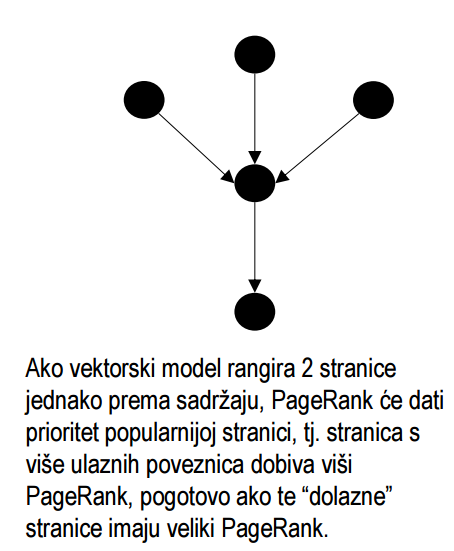 Ako vektorski model rangira 2 stranice
jednako prema sadržaju, PageRank će dati
prioritet popularnijoj stranici, tj. stranica s
više ulaznih poveznica dobiva viši
PageRank, pogotovo ako te “dolazne”
stranice imaju veliki PageRank.